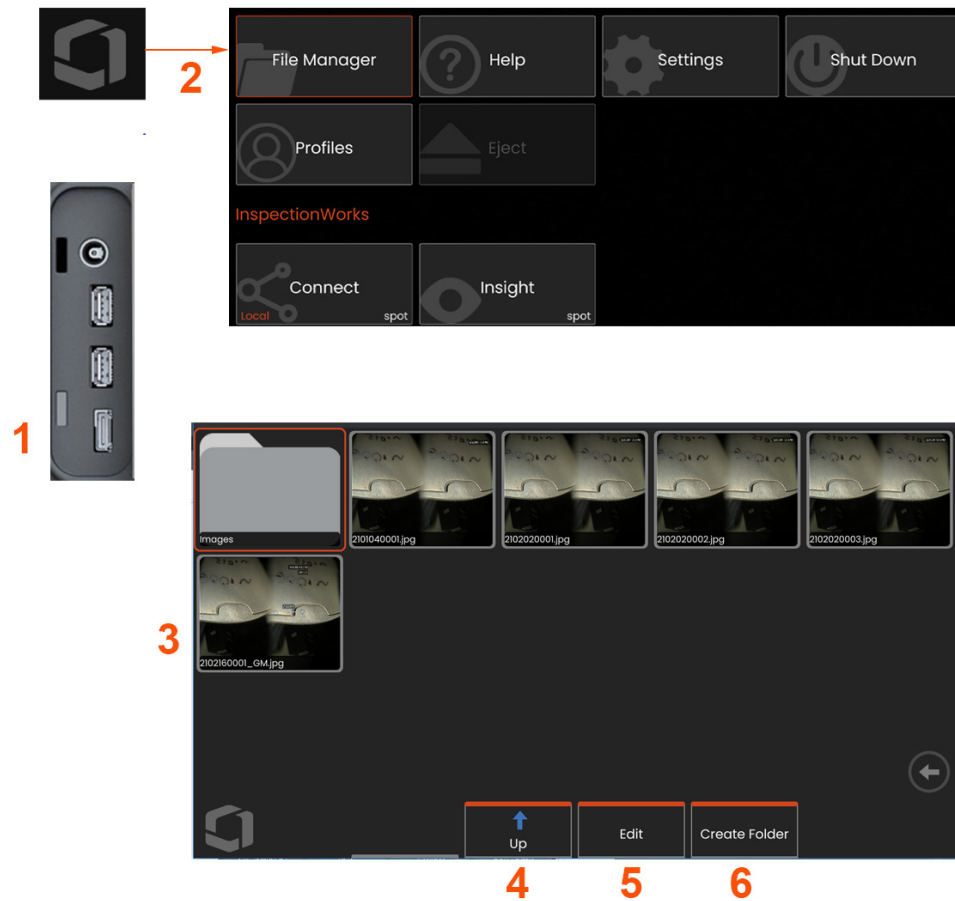 2
File Manager
Help
Settings
Shut Down
Profiles
Eject
InspectionWorks
Connect
Local
spot
Insight
spot
1
Images
2101040001.jpg
2102020001.jpg
2102020002.jpg
2102020003.jpg
3
2102160001_GM.jpg
Up
Edit
Create Folder
4
5
6